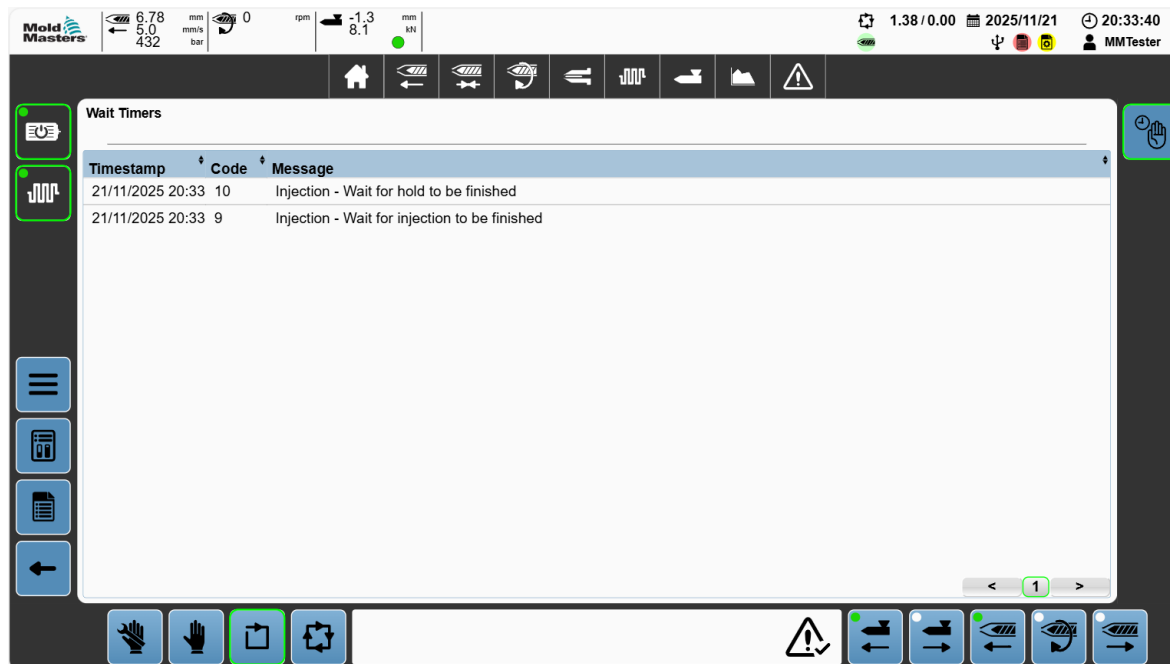 Mold
Masters
6.78 mm
5.0 mm/s
432 bar
0 rpm
-1.3 mm
8.1 kN
1.38 / 0.00
2025/11/21
20:33:40
MMTester
Wait Timers
Timestamp Code Message
21/11/2025 20:33 10 Injection - Wait for hold to be finished
21/11/2025 20:33 9 Injection - Wait for injection to be finished
< 1 >